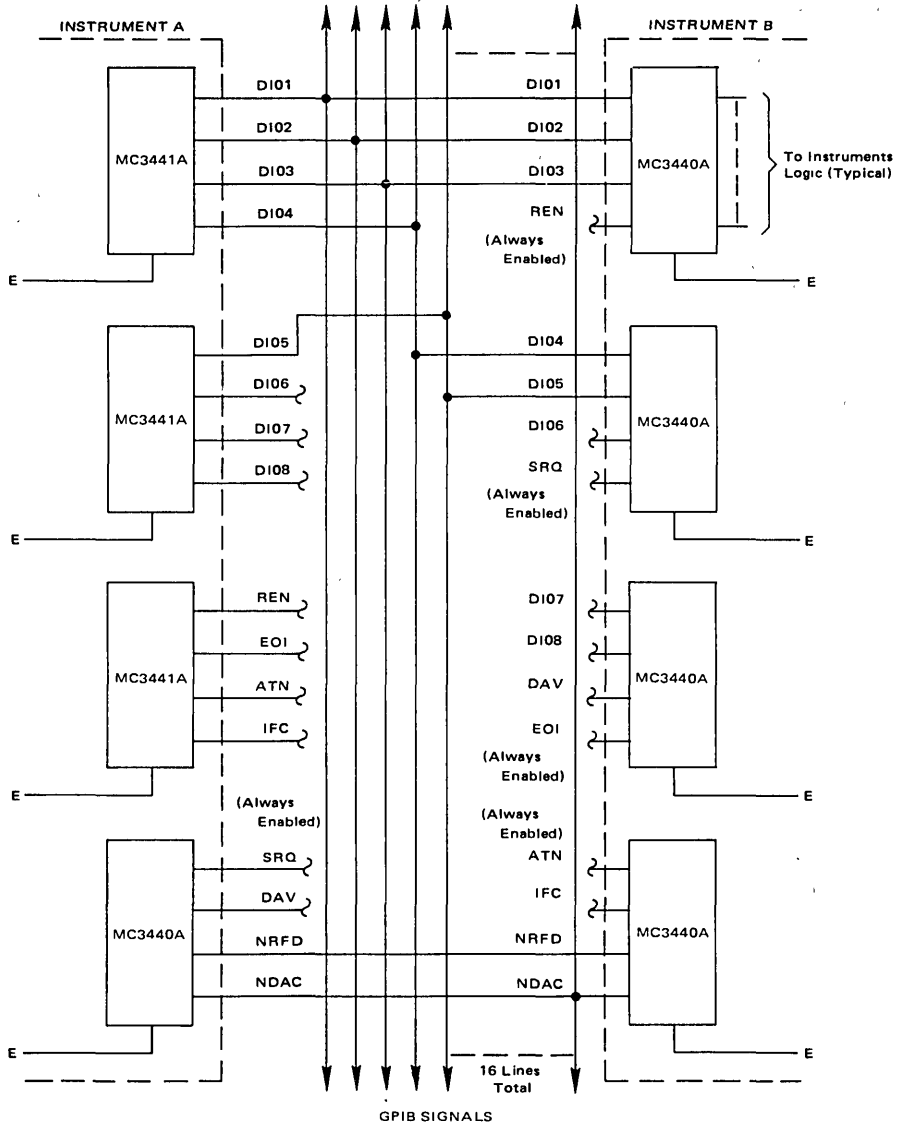 INSTRUMENT A
INSTRUMENT B
MC3441A
DI01
DI02
DI03
DI04
E
DI01
DI02
DI03
REN
(Always
Enabled)
MC3440A
To Instruments
Logic (Typical)
E
MC3441A
DI05
DI06
DI07
DI08
E
DI04
DI05
DI06
SRQ
(Always
Enabled)
MC3440A
E
MC3441A
REN
EOI
ATN
IFC
E
DI07
DI08
DAV
EOI
(Always
Enabled)
MC3440A
E
(Always
Enabled)
MC3440A
SRQ
DAV
NRFD
NDAC
E
(Always
Enabled)
ATN
IFC
NRFD
NDAC
MC3440A
E
16 Lines
Total
GPIB SIGNALS